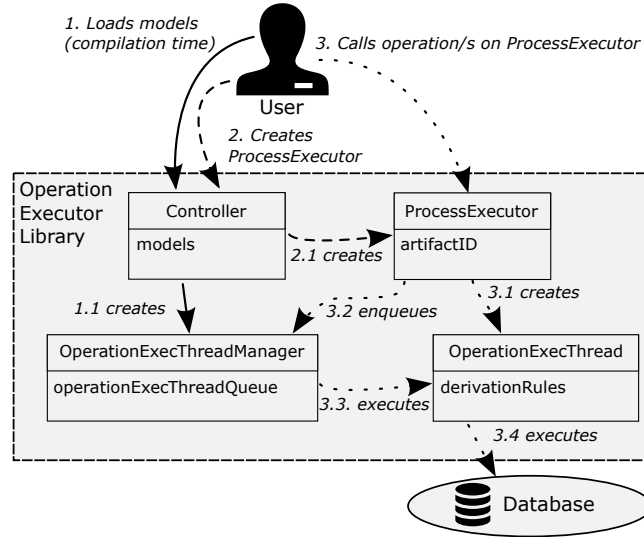 1. Loads models
(compilation time)
3. Calls operation/s on ProcessExecutor
User
2. Creates
ProcessExecutor
Operation
Executor
Library
Controller
models
ProcessExecutor
artifactID
2.1 creates
1.1 creates
3.2 enqueues
3.1 creates
OperationExecThreadManager
operationExecThreadQueue
OperationExecThread
derivationRules
3.3. executes
3.4 executes
Database